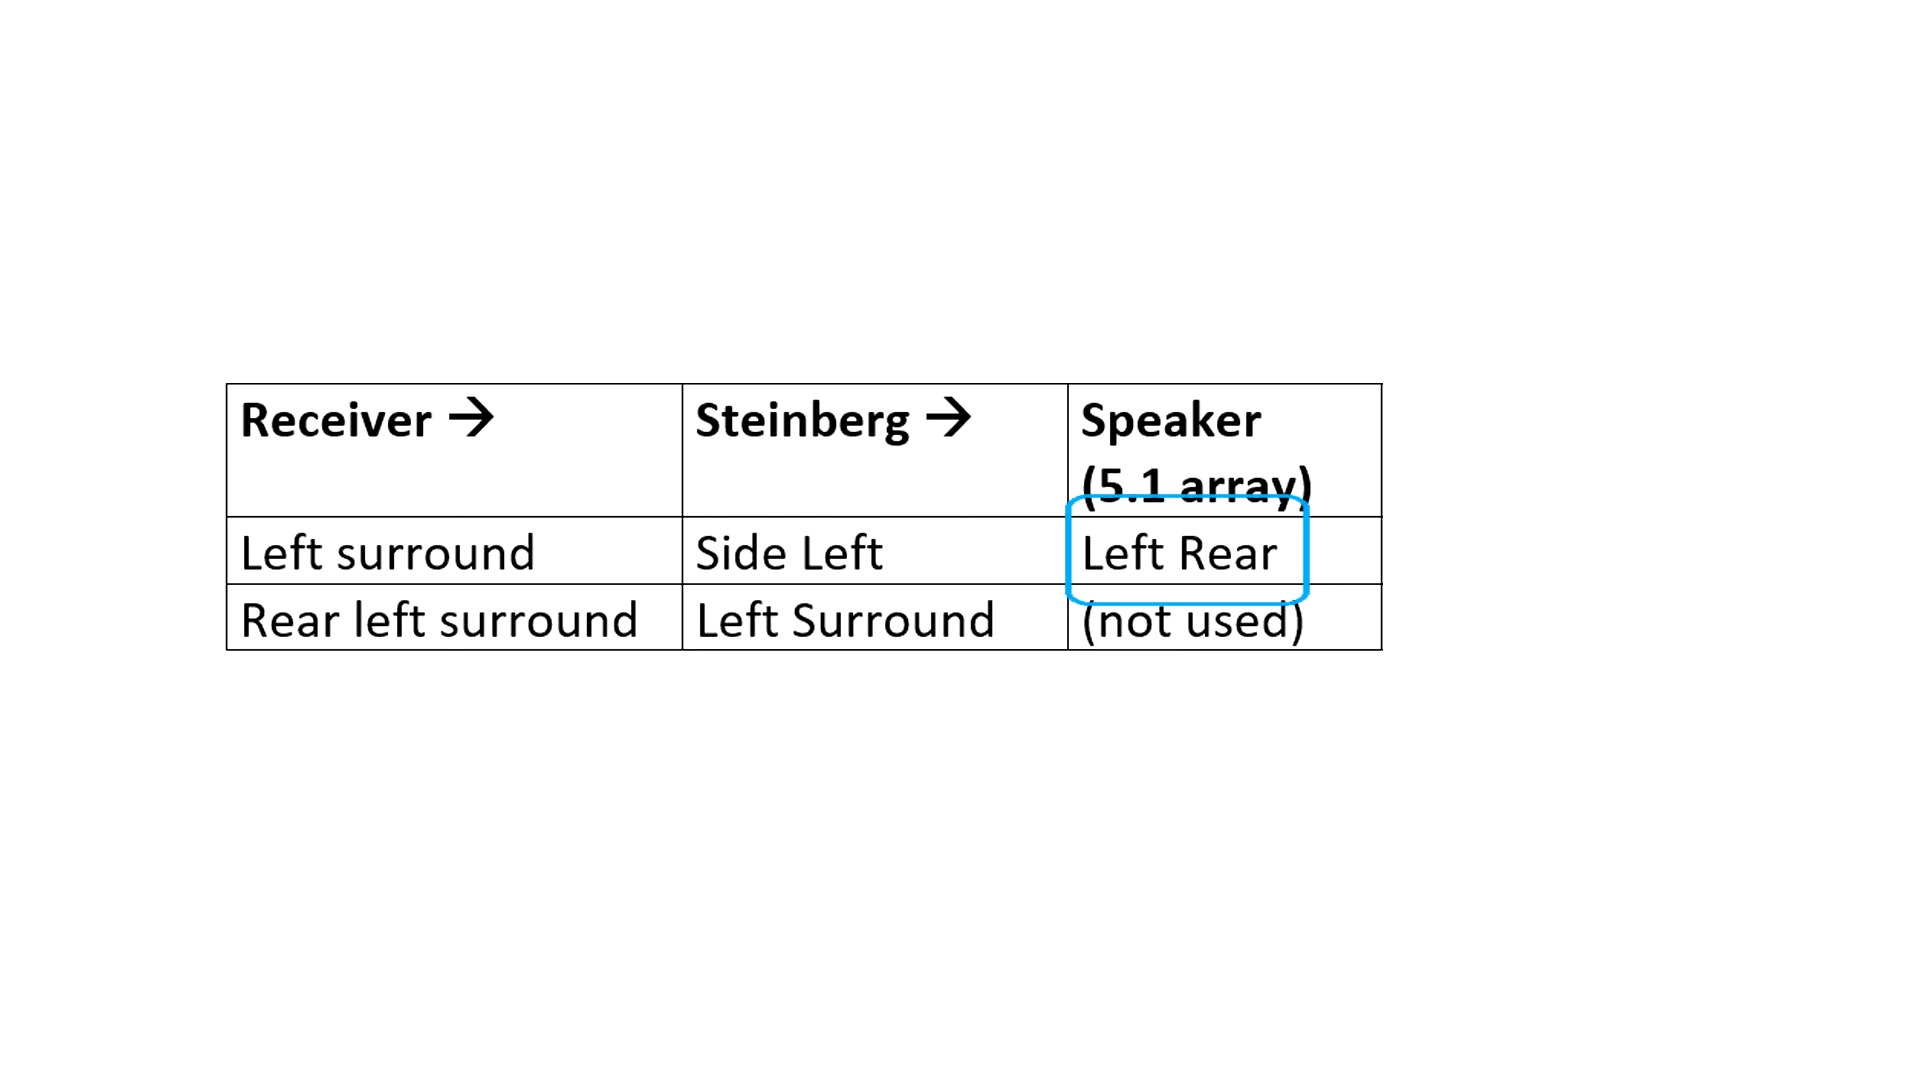 Receiver → Steinberg → Speaker
(5.1 array)
Left surround Side Left Left Rear
Rear left surround Left Surround (not used)